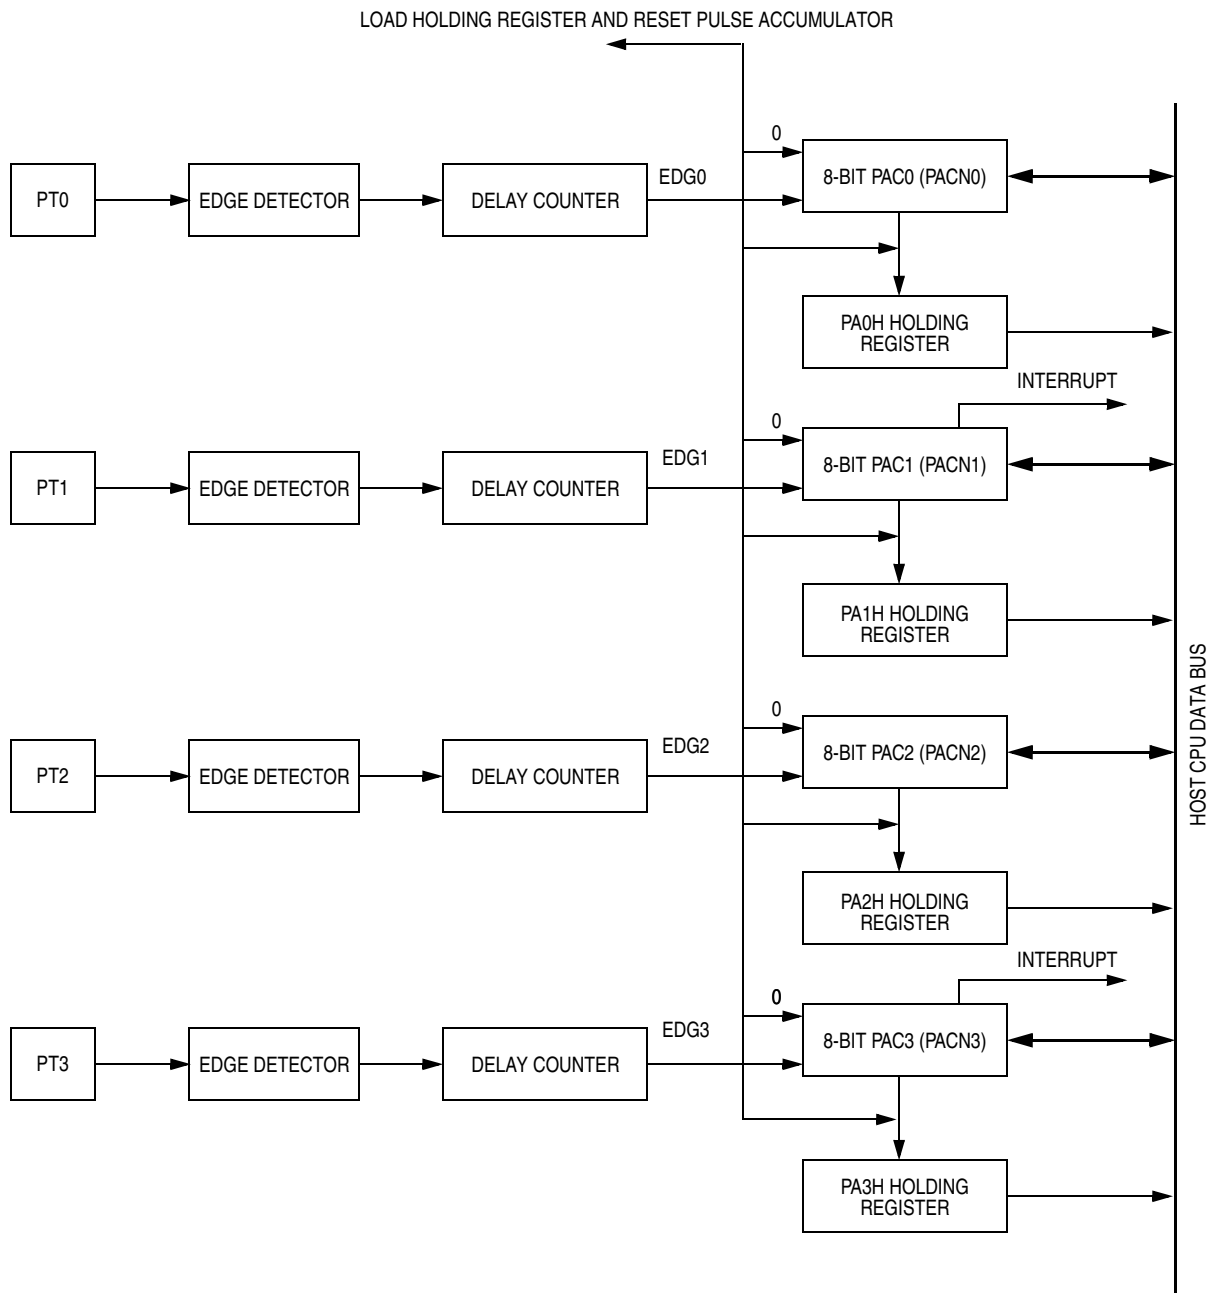 LOAD HOLDING REGISTER AND RESET PULSE ACCUMULATOR
0
PT0
EDGE DETECTOR
DELAY COUNTER
EDG0
8-BIT PAC0 (PACN0)
PA0H HOLDING
REGISTER
INTERRUPT
0
PT1
EDGE DETECTOR
DELAY COUNTER
EDG1
8-BIT PAC1 (PACN1)
PA1H HOLDING
REGISTER
HOST CPU DATA BUS
0
PT2
EDGE DETECTOR
DELAY COUNTER
EDG2
8-BIT PAC2 (PACN2)
PA2H HOLDING
REGISTER
INTERRUPT
0
PT3
EDGE DETECTOR
DELAY COUNTER
EDG3
8-BIT PAC3 (PACN3)
PA3H HOLDING
REGISTER